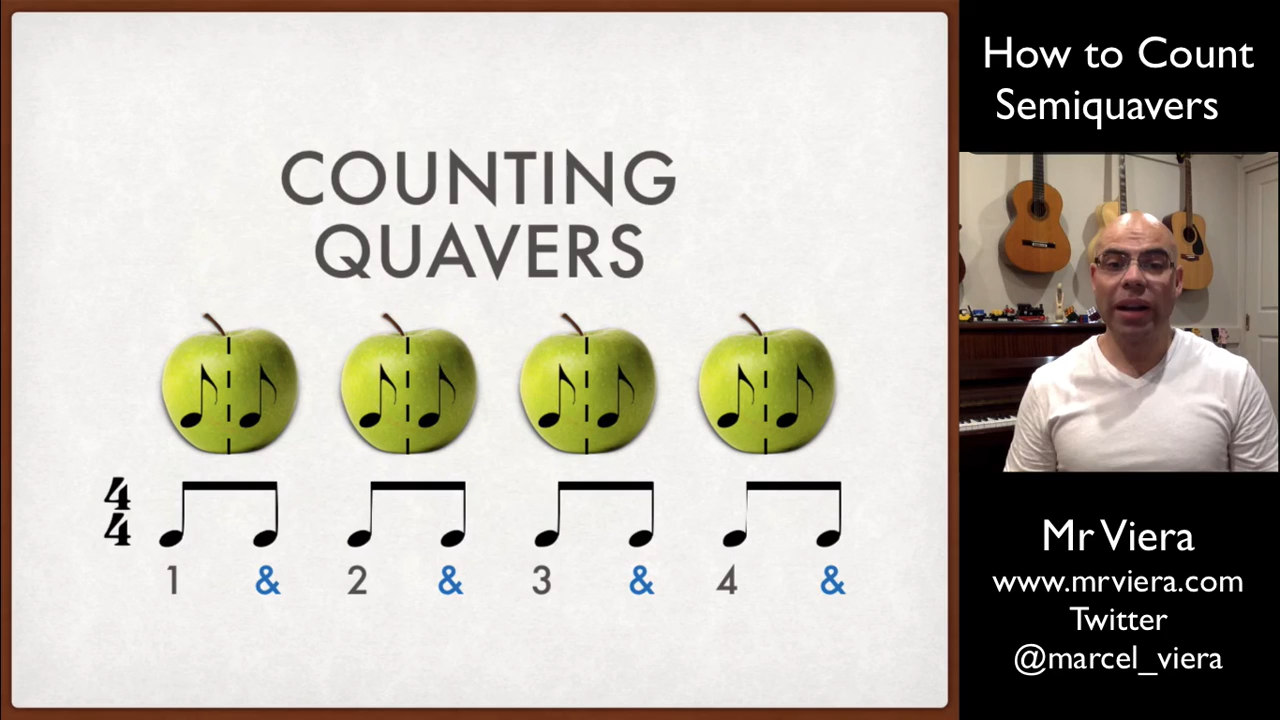 COUNTING
QUAVERS
4
4
1 & 2 & 3 & 4 &
How to Count
Semiquavers
Mr Viera
www.mrviera.com
Twitter
@marcel_viera